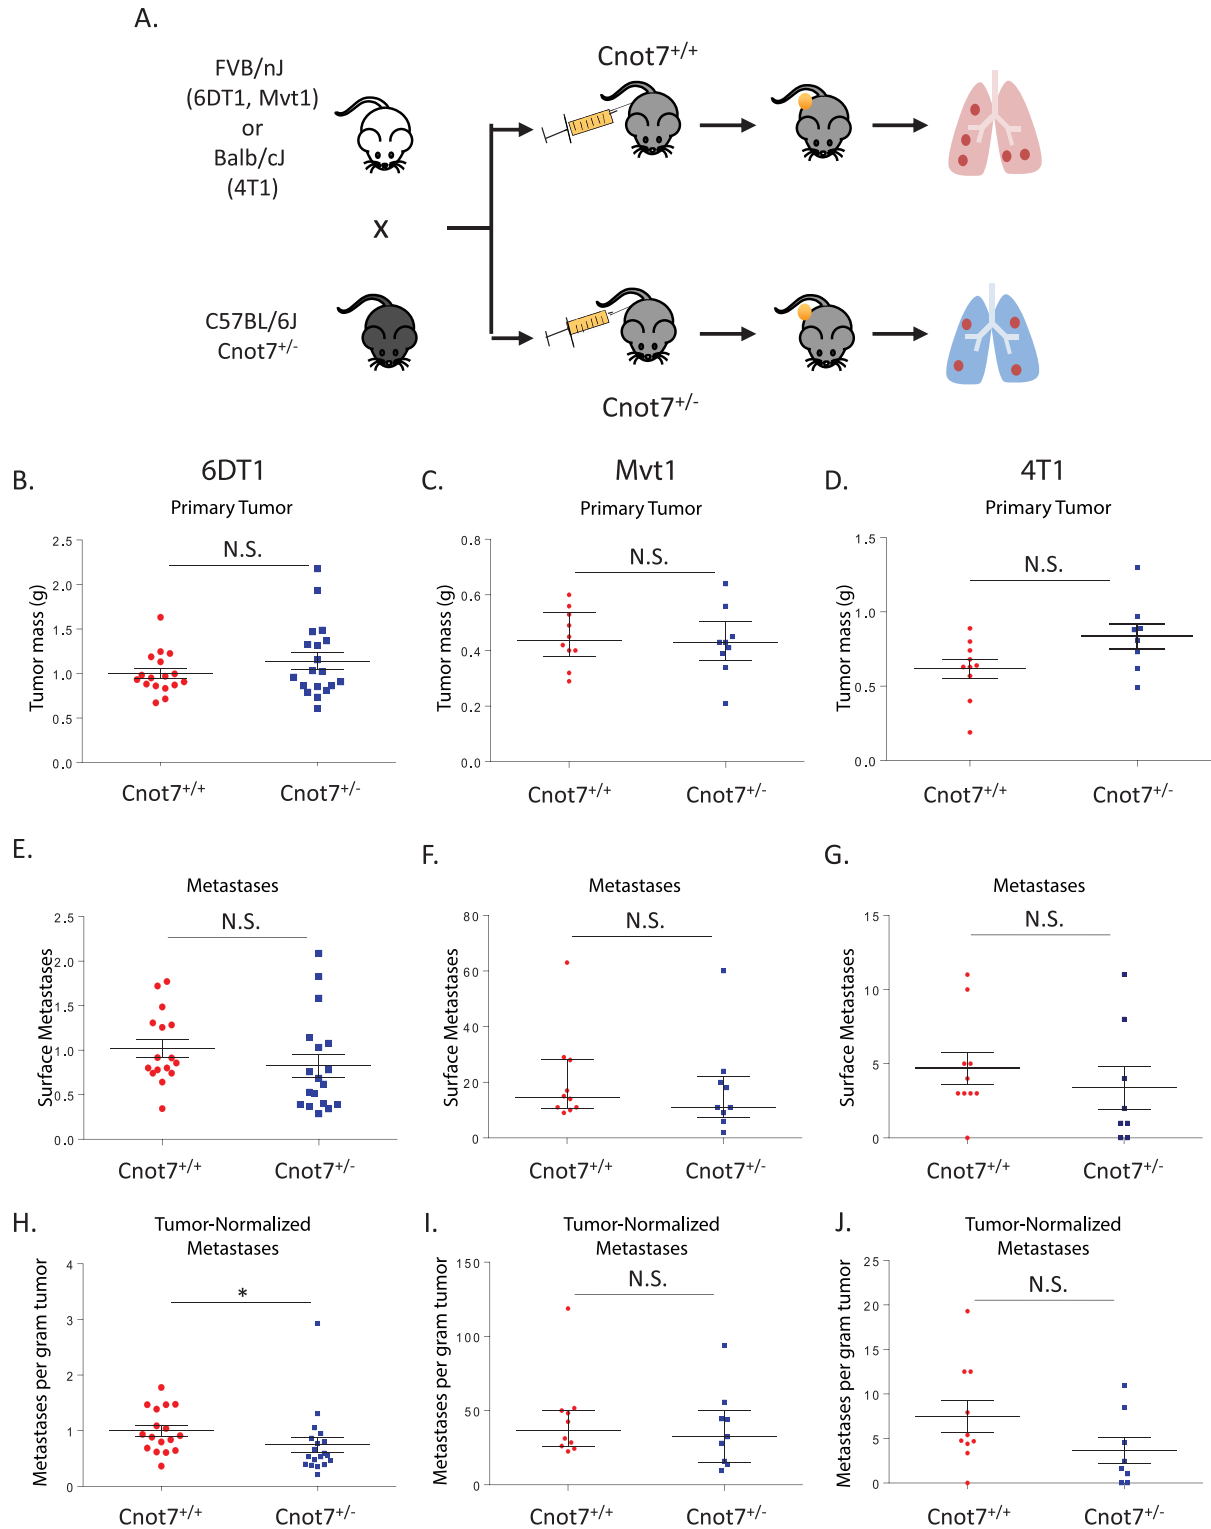 A.
FVB/nJ
(6DT1, Mvt1)
or
Balb/cJ
(4T1)
X
C57BL/6J
Cnot7+/-
Cnot7+/+
Cnot7+/-
B.
6DT1
Primary Tumor
N.S.
Tumor mass (g)
2.5
2.0
1.5
1.0
0.5
0.0
Cnot7+/+
Cnot7+/-
C.
Mvt1
Primary Tumor
N.S.
Tumor mass (g)
0.8
0.6
0.4
0.2
0.0
Cnot7+/+
Cnot7+/-
D.
4T1
Primary Tumor
N.S.
Tumor mass (g)
1.5
1.0
0.5
0.0
Cnot7+/+
Cnot7+/-
E.
Metastases
N.S.
Surface Metastases
2.5
2.0
1.5
1.0
0.5
0.0
Cnot7+/+
Cnot7+/-
F.
Metastases
N.S.
Surface Metastases
80
60
40
20
0
Cnot7+/+
Cnot7+/-
G.
Metastases
N.S.
Surface Metastases
15
10
5
0
Cnot7+/+
Cnot7+/-
H.
Tumor-Normalized
Metastases
*
Metastases per gram tumor
4
3
2
1
0
Cnot7+/+
Cnot7+/-
I.
Tumor-Normalized
Metastases
N.S.
Metastases per gram tumor
150
100
50
0
Cnot7+/+
Cnot7+/-
J.
Tumor-Normalized
Metastases
N.S.
Metastases per gram tumor
25
20
15
10
5
0
Cnot7+/+
Cnot7+/-